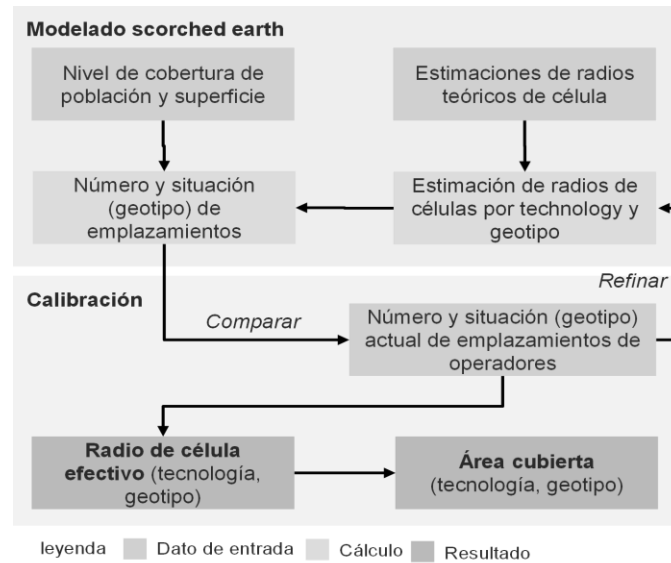 Modelado scorched earth
Nivel de cobertura de
población y superficie
Estimaciones de radios
teóricos de célula
Número y situación
(geotipo) de
emplazamientos
Estimación de radios de
células por technology y
geotipo
Calibración
Refinar
Comparar
Número y situación (geotipo)
actual de emplazamientos de
operadores
Radio de célula
efectivo (tecnología,
geotipo)
Área cubierta
(tecnología, geotipo)
leyenda Dato de entrada Cálculo Resultado